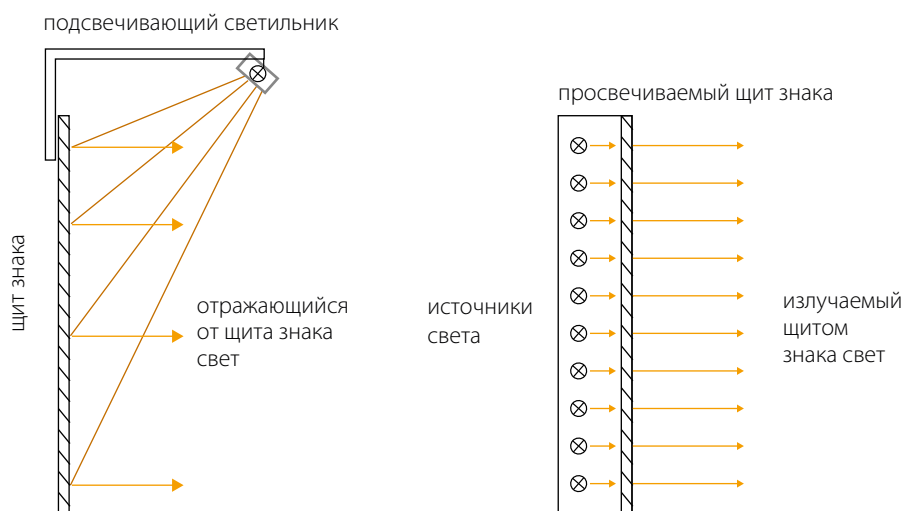 подсвечивающий светильник
щит знака
отражающийся
от щита знака
свет
просвечиваемый щит знака
источники
света
излучаемый
щитом
знака свет